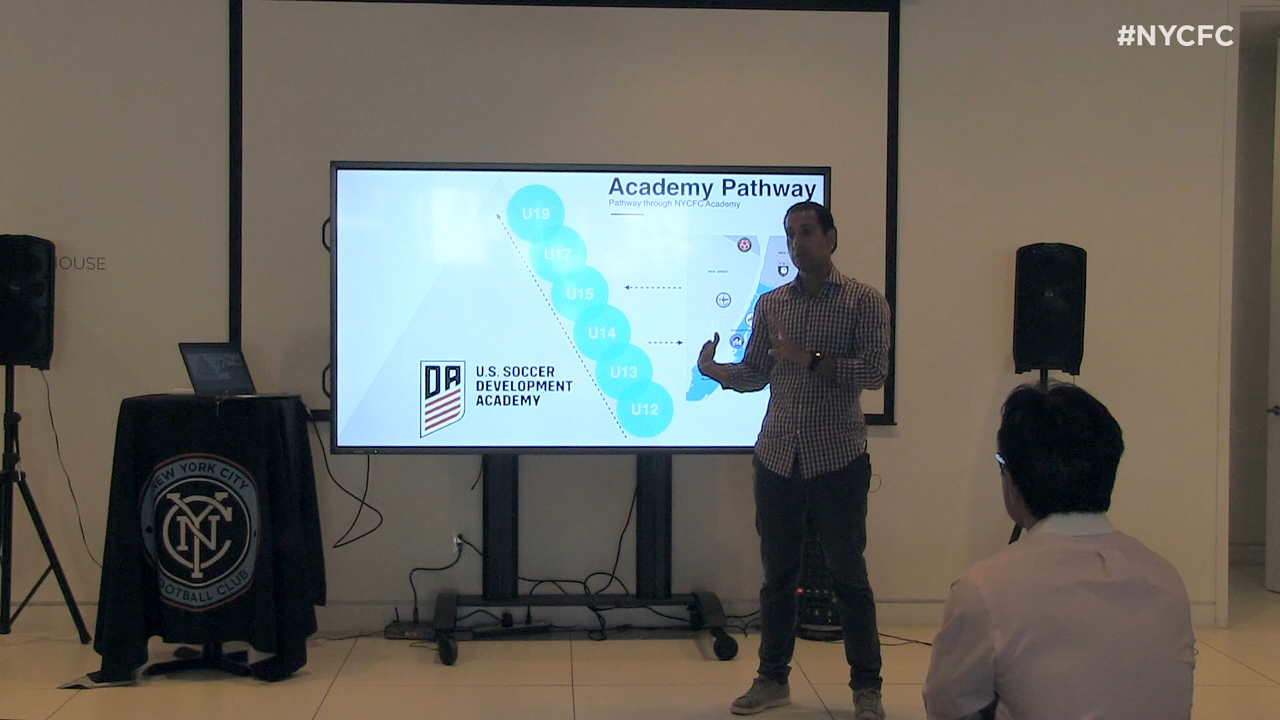 #NYCFC
Academy Pathway
Pathway through NYCFC Academy
U19
U17
U15
U14
U13
U12
DA
U.S. SOCCER
DEVELOPMENT
ACADEMY
OUSE
NEW YORK CITY
NYC
FOOTBALL CLUB